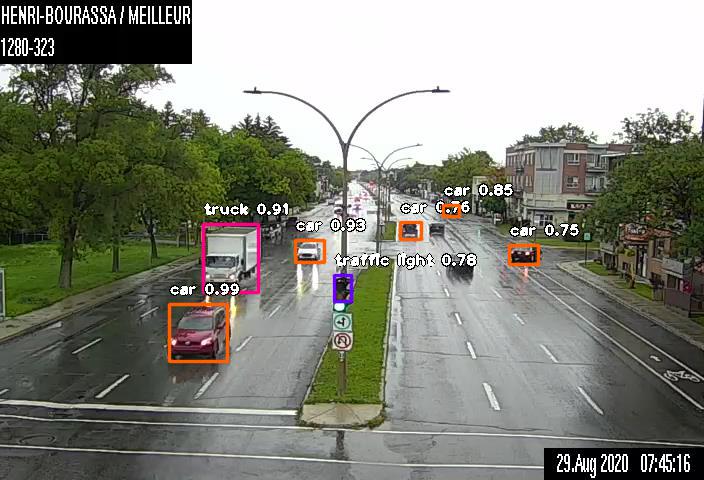 HENRI-BOURASSA / MEILLEUR
1280-323
car 0.85
truck 0.91
car 0.76
car 0.93
car 0.75
traffic light 0.78
car 0.99
29.Aug 2020 07:45:16